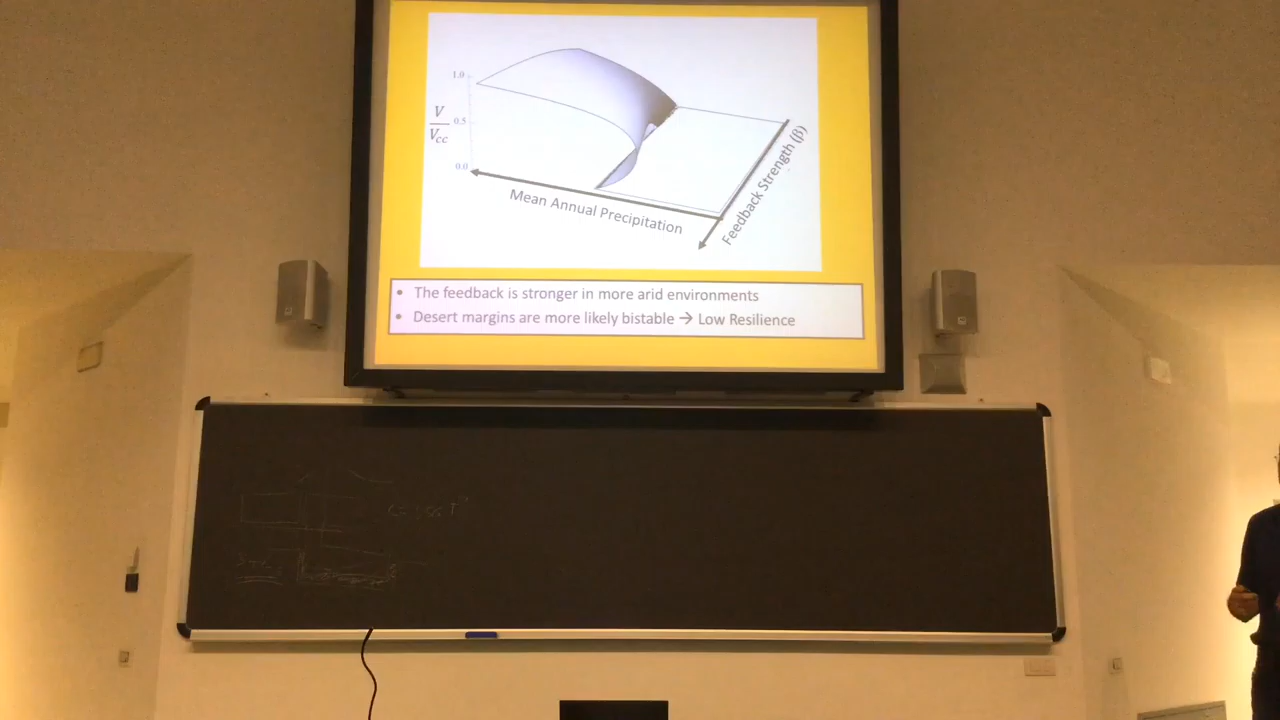 1.0
V
0.5
Vcc
0.0
Mean Annual Precipitation
Feedback Strength (β)
• The feedback is stronger in more arid environments
• Desert margins are more likely bistable → Low Resilience